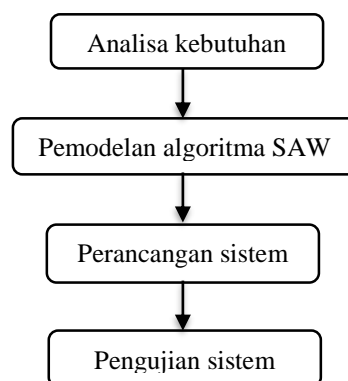 Analisa kebutuhan
Pemodelan algoritma SAW
Perancangan sistem
Pengujian sistem